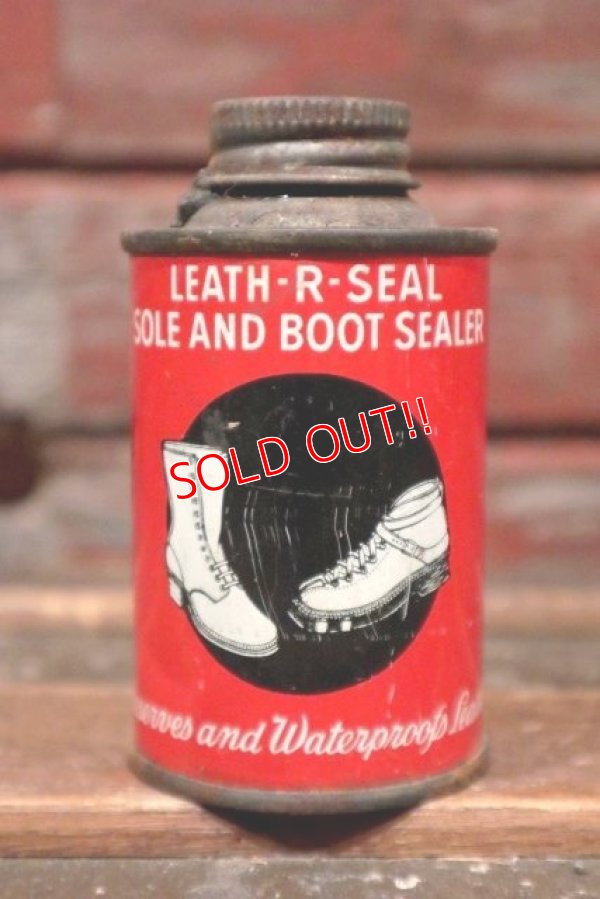 LEATH-R-SEAL
SOLE AND BOOT SEALER
SOLD OUT!!
and Waterproofs